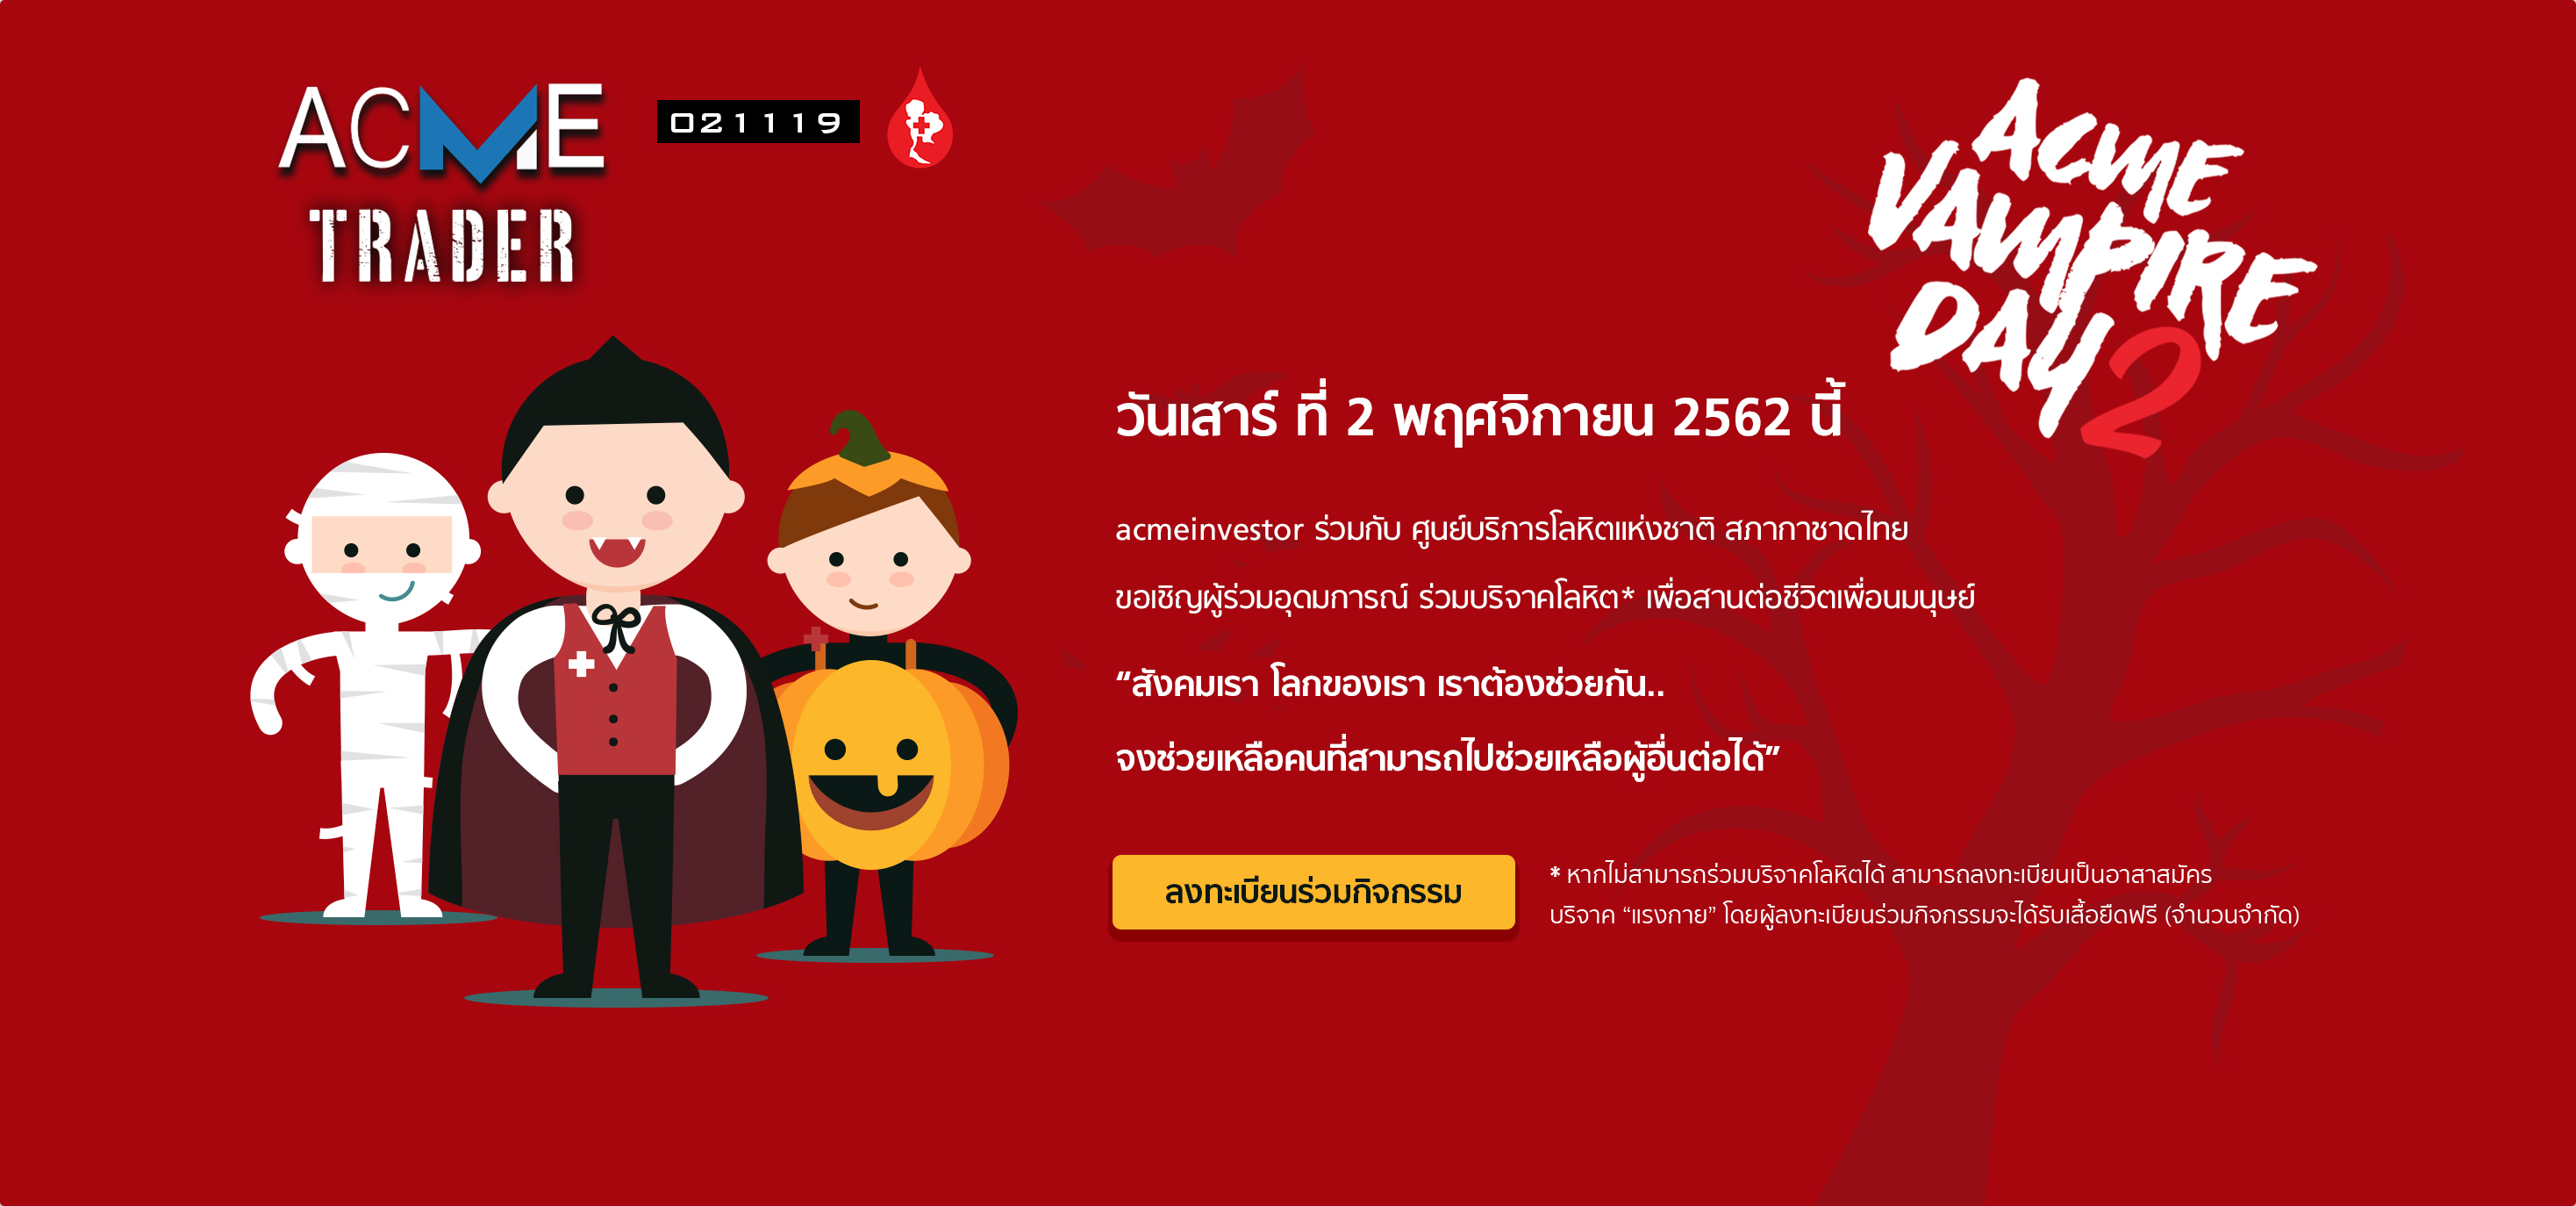 ACME
TRADER
021119
ACME
VAMPIRE
DAY 2
วันเสาร์ ที่ 2 พฤศจิกายน 2562 นี้
acmeinvestor ร่วมกับ ศูนย์บริการโลหิตแห่งชาติ สภากาชาดไทย
ขอเชิญผู้ร่วมอุดมการณ์ ร่วมบริจาคโลหิต* เพื่อสานต่อชีวิตเพื่อนมนุษย์
“สังคมเรา โลกของเรา เราต้องช่วยกัน..
จงช่วยเหลือคนที่สามารถไปช่วยเหลือผู้อื่นต่อได้”
ลงทะเบียนร่วมกิจกรรม
* หากไม่สามารถร่วมบริจาคโลหิตได้ สามารถลงทะเบียนเป็นอาสาสมัคร
บริจาค “แรงกาย” โดยผู้ลงทะเบียนร่วมกิจกรรมจะได้รับเสื้อยืดฟรี (จำนวนจำกัด)